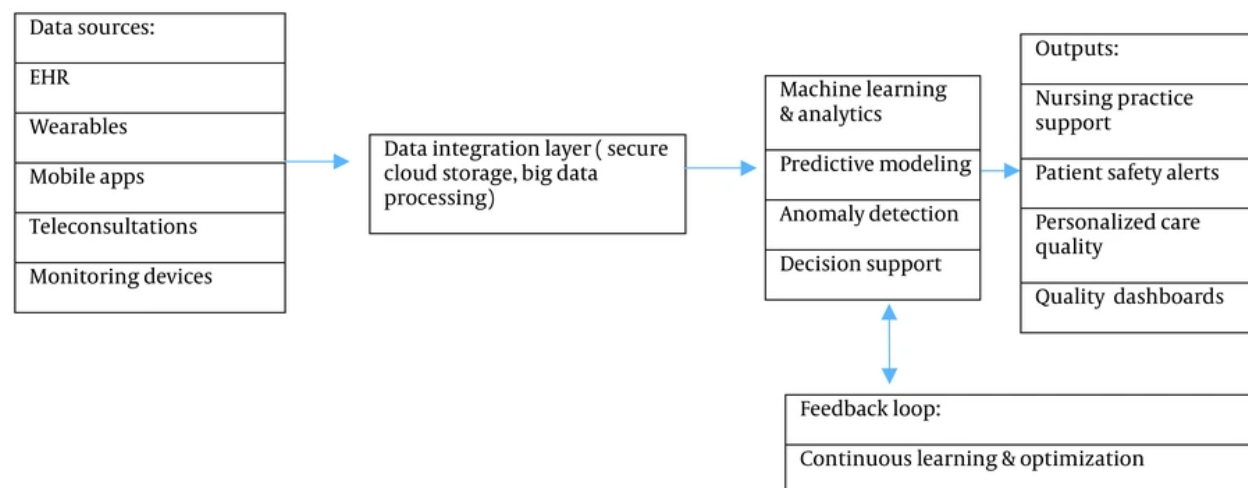 Data sources:
EHR
Wearables
Mobile apps
Teleconsultations
Monitoring devices
Data integration layer ( secure
cloud storage, big data
processing)
Machine learning
& analytics
Predictive modeling
Anomaly detection
Decision support
Outputs:
Nursing practice
support
Patient safety alerts
Personalized care
quality
Quality dashboards
Feedback loop:
Continuous learning & optimization